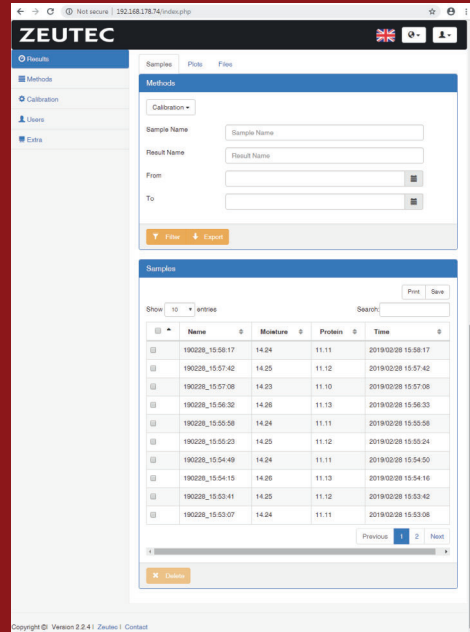 Not secure | 192.168.178.74/index.php
ZEUTEC
Results
Methods
Calibration
Users
Extra
Samples Plots Files
Methods
Calibration
Sample Name Sample Name
Result Name Result Name
From
To
Filter Export
Samples
Print Save
Show 10 entries Search:
Name Moisture Protein Time
190228_15:58:17 14.24 11.11 2019/02/28 15:58:17
190228_15:57:42 14.25 11.12 2019/02/28 15:57:42
190228_15:57:08 14.23 11.10 2019/02/28 15:57:08
190228_15:56:32 14.26 11.13 2019/02/28 15:56:33
190228_15:55:58 14.24 11.11 2019/02/28 15:55:58
190228_15:55:23 14.25 11.12 2019/02/28 15:55:24
190228_15:54:49 14.24 11.11 2019/02/28 15:54:50
190228_15:54:15 14.26 11.13 2019/02/28 15:54:16
190228_15:53:41 14.25 11.12 2019/02/28 15:53:42
190228_15:53:07 14.24 11.11 2019/02/28 15:53:08
Previous 1 2 Next
Delete
Copyright ©| Version 2.2.4 | Zeutec | Contact